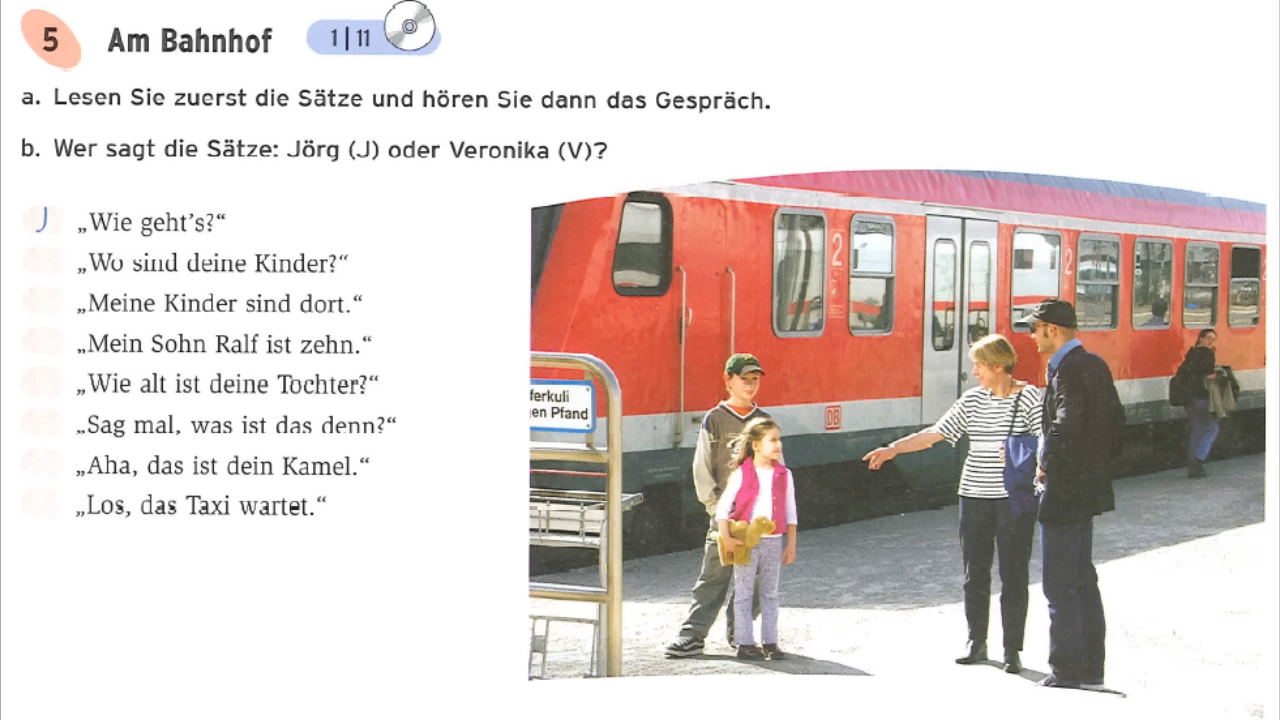 5 Am Bahnhof 1|11
a. Lesen Sie zuerst die Sätze und hören Sie dann das Gespräch.
b. Wer sagt die Sätze: Jörg (J) oder Veronika (V)?
J „Wie geht's?“
„Wo sind deine Kinder?“
„Meine Kinder sind dort.“
„Mein Sohn Ralf ist zehn.“
„Wie alt ist deine Tochter?“
„Sag mal, was ist das denn?“
„Aha, das ist dein Kamel.“
„Los, das Taxi wartet.“
ferkuli
en Pfand
2
2
DB